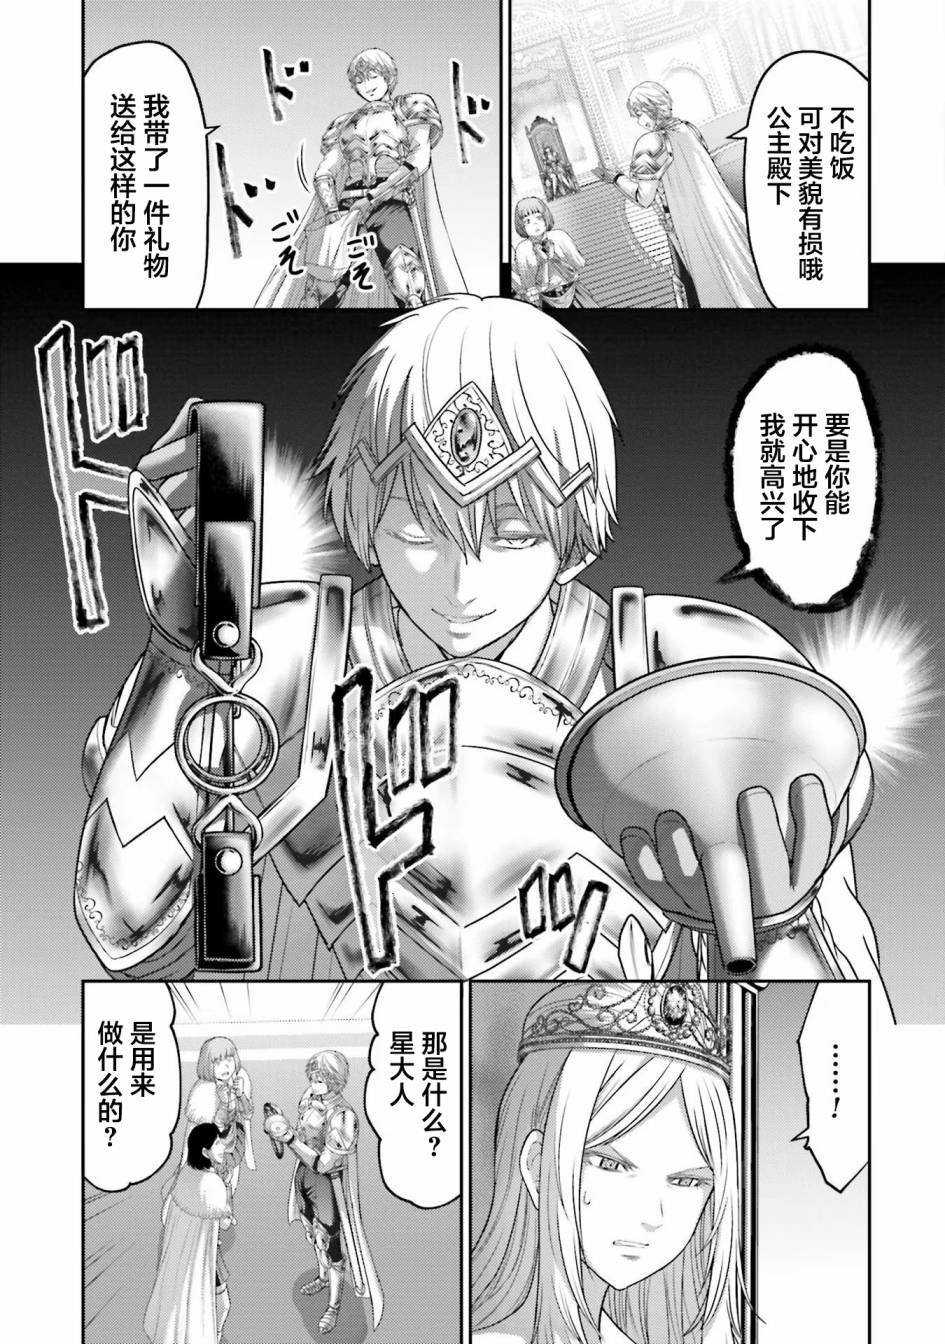 不吃饭
可对美貌有损哦
公主殿下
我带了一件礼物
送给这样的你
ドドド
ごそ
ごそ
要是你能
开心地收下
我就高兴了
ドド
ドド
ド
………!
那是什么?
星大人
是用来
做什么的?